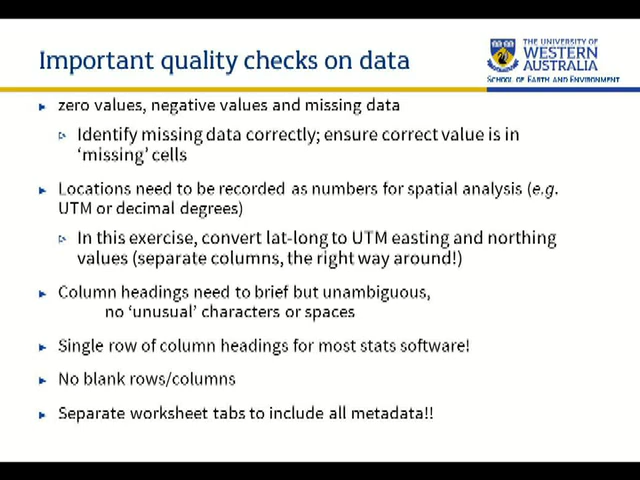 Important quality checks on data
THE UNIVERSITY OF
WESTERN
AUSTRALIA
SCHOOL OF EARTH AND ENVIRONMENT
zero values, negative values and missing data
Identify missing data correctly; ensure correct value is in
‘missing’ cells
Locations need to be recorded as numbers for spatial analysis (e.g.
UTM or decimal degrees)
In this exercise, convert lat-long to UTM easting and northing
values (separate columns, the right way around!)
Column headings need to brief but unambiguous,
no ‘unusual’ characters or spaces
Single row of column headings for most stats software!
No blank rows/columns
Separate worksheet tabs to include all metadata!!